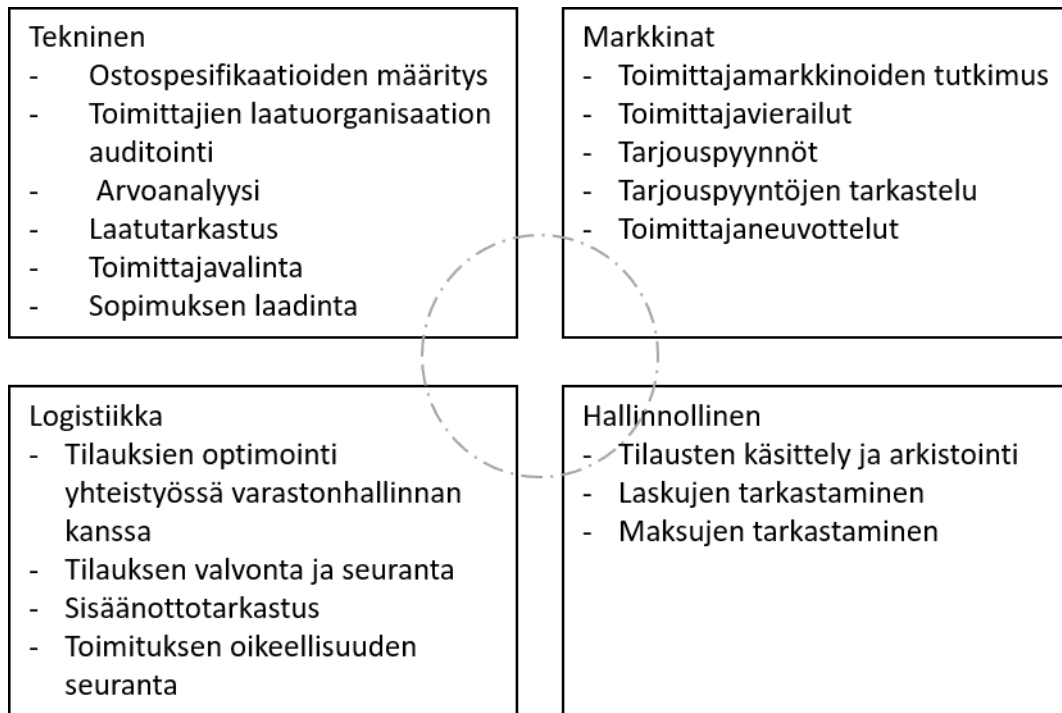 Tekninen
- Ostospesifikaatioiden määritys
- Toimittajien laatuorganisaation
auditointi
- Arvoanalyysi
- Laatutarkastus
- Toimittajavalinta
- Sopimuksen laadinta
Markkinat
- Toimittajamarkkinoiden tutkimus
- Toimittajavierailut
- Tarjouspyynnöt
- Tarjouspyyntöjen tarkastelu
- Toimittajaneuvottelut
Logistiikka
- Tilauksien optimointi
yhteistyössä varastonhallinnan
kanssa
- Tilauksen valvonta ja seuranta
- Sisäänottotarkastus
- Toimituksen oikeellisuuden
seuranta
Hallinnollinen
- Tilausten käsittely ja arkistointi
- Laskujen tarkastaminen
- Maksujen tarkastaminen